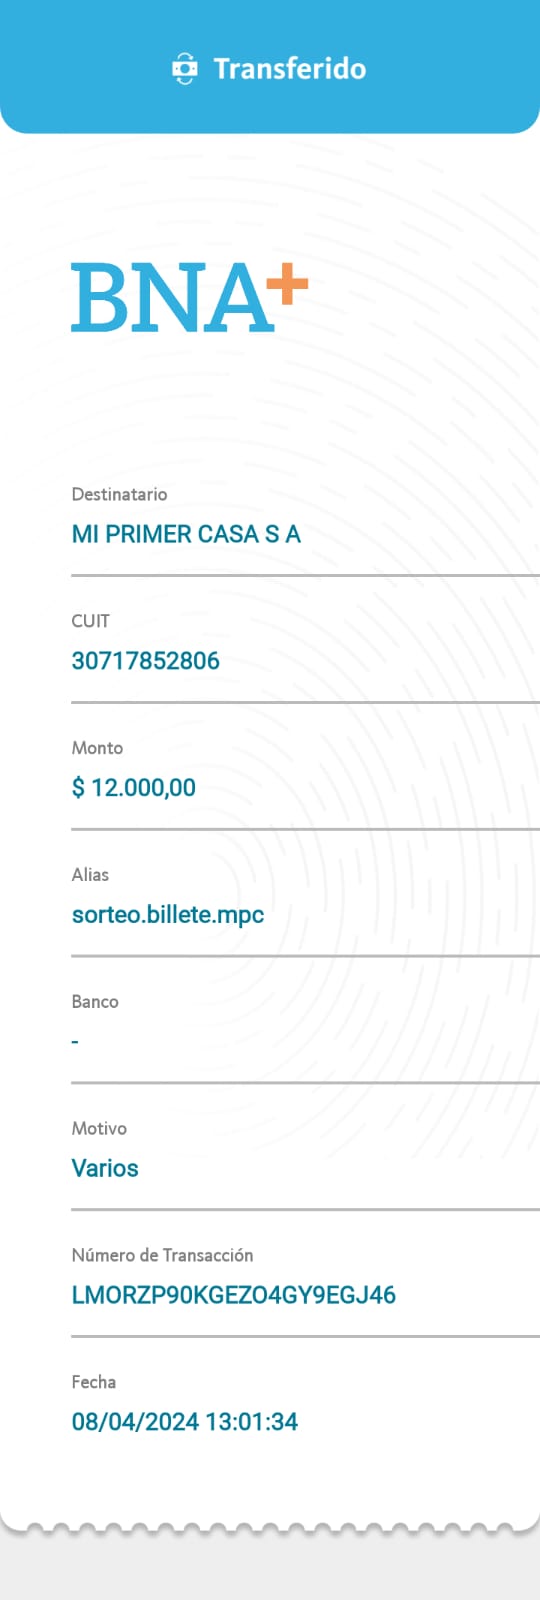 Transferido
BNA+
Destinatario
MI PRIMER CASA S A
CUIT
30717852806
Monto
$ 12.000,00
Alias
sorteo.billete.mpc
Banco
-
Motivo
Varios
Número de Transacción
LMORZP90KGEZO4GY9EGJ46
Fecha
08/04/2024 13:01:34